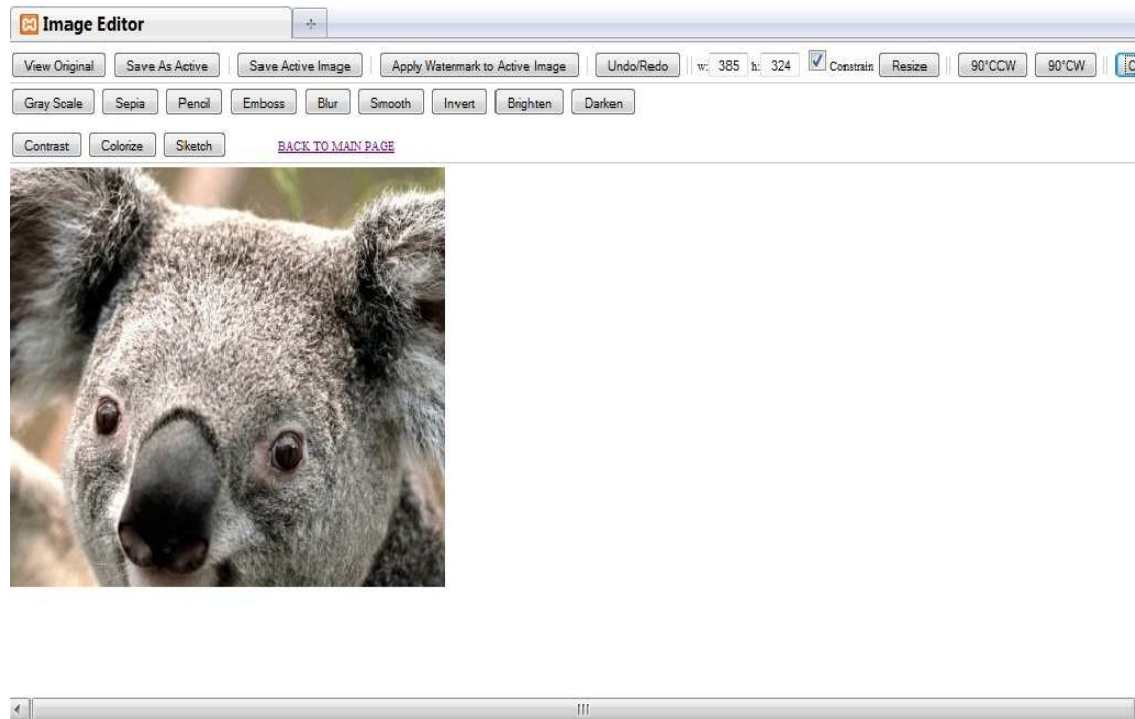 Image Editor
View Original Save As Active Save Active Image Apply Watermark to Active Image Undo/Redo w: 385 h: 324 Constrain Resize 90°CCW 90°CW
Gray Scale Sepia Pencil Emboss Blur Smooth Invert Brighten Darken
Contrast Colorize Sketch BACK TO MAIN PAGE